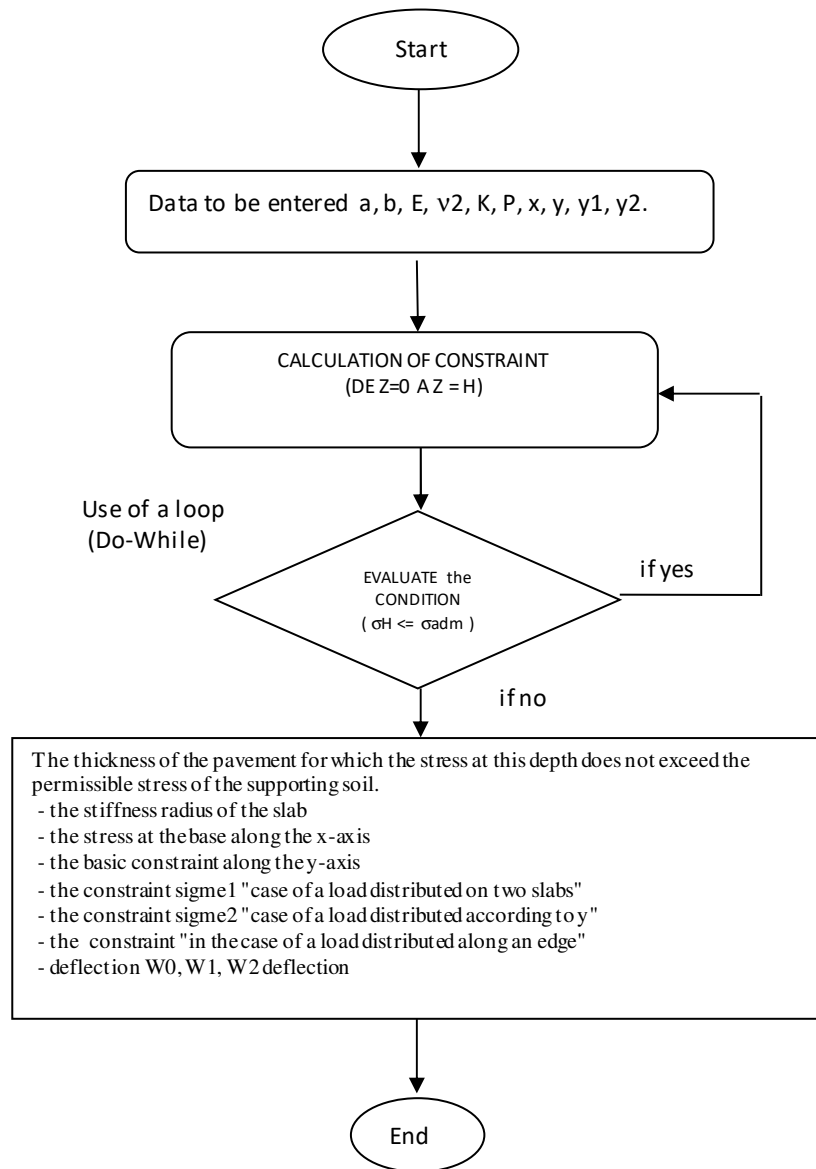 Start
Data to be entered a, b, E, ν2, K, P, x, y, y1, y2.
CALCULATION OF CONSTRAINT
(DE Z=0 A Z = H)
Use of a loop
(Do-While)
EVALUATE the
CONDITION
( σH <= σadm )
if yes
if no
The thickness of the pavement for which the stress at this depth does not exceed the
permissible stress of the supporting soil.
- the stiffness radius of the slab
- the stress at the base along the x-axis
- the basic constraint along the y-axis
- the constraint sigme1 "case of a load distributed on two slabs"
- the constraint sigme2 "case of a load distributed according to y"
- the constraint "in the case of a load distributed along an edge"
- deflection W0, W1, W2 deflection
End